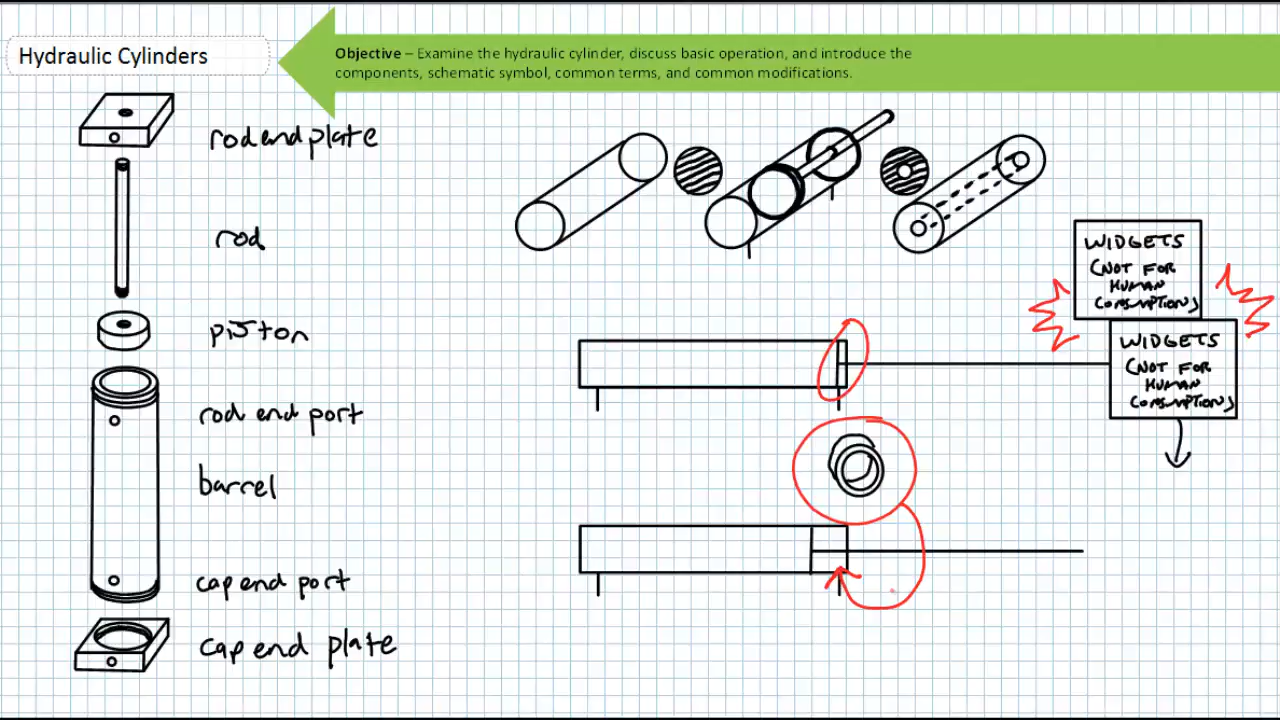 Hydraulic Cylinders
Objective – Examine the hydraulic cylinder, discuss basic operation, and introduce the
components, schematic symbol, common terms, and common modifications.
rod end plate
rod
piston
rod end port
barrel
cap end port
cap end plate
WIDGETS
(NOT FOR
HUMAN
CONSUMPTION)
WIDGETS
(NOT FOR
HUMAN
CONSUMPTION)